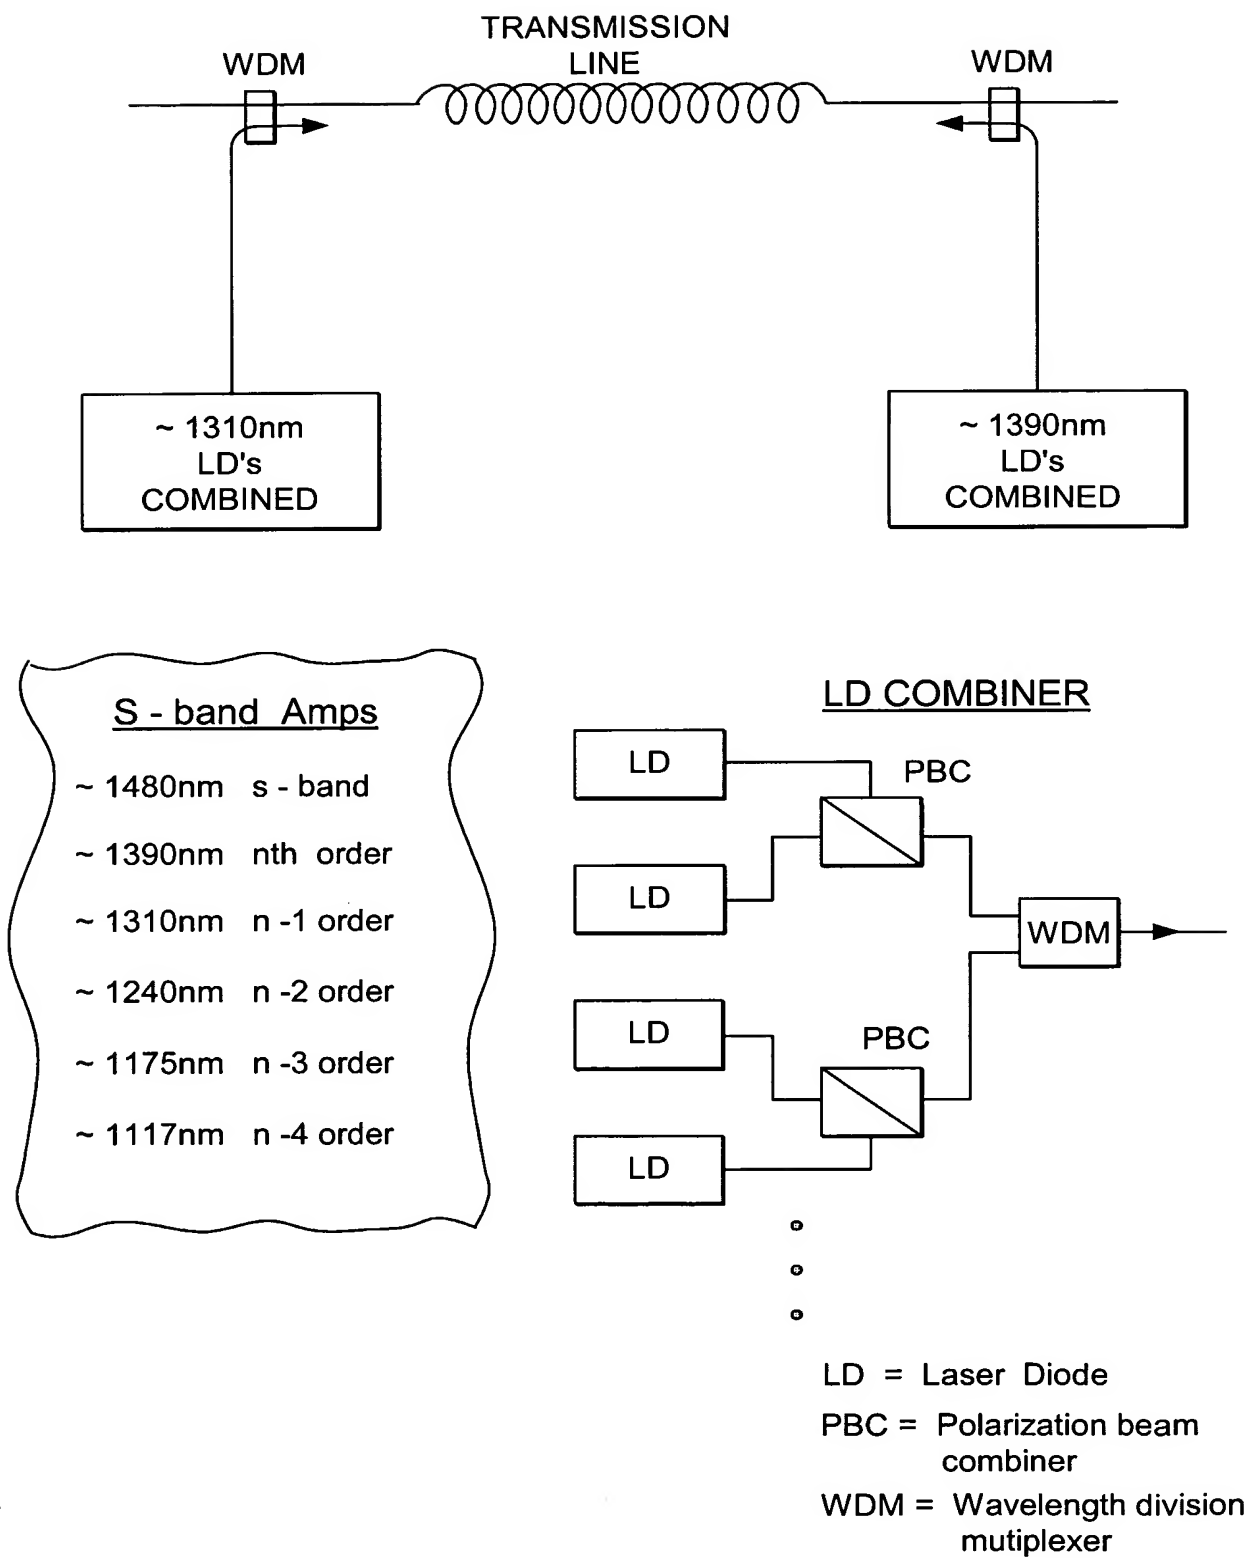 TRANSMISSION
LINE
WDM
WDM
~ 1310nm
LD's
COMBINED
~ 1390nm
LD's
COMBINED
S - band Amps
~ 1480nm s - band
~ 1390nm nth order
~ 1310nm n -1 order
~ 1240nm n -2 order
~ 1175nm n -3 order
~ 1117nm n -4 order
LD COMBINER
LD
PBC
LD
WDM
LD
PBC
LD
LD = Laser Diode
PBC = Polarization beam
combiner
WDM = Wavelength division
mutiplexer